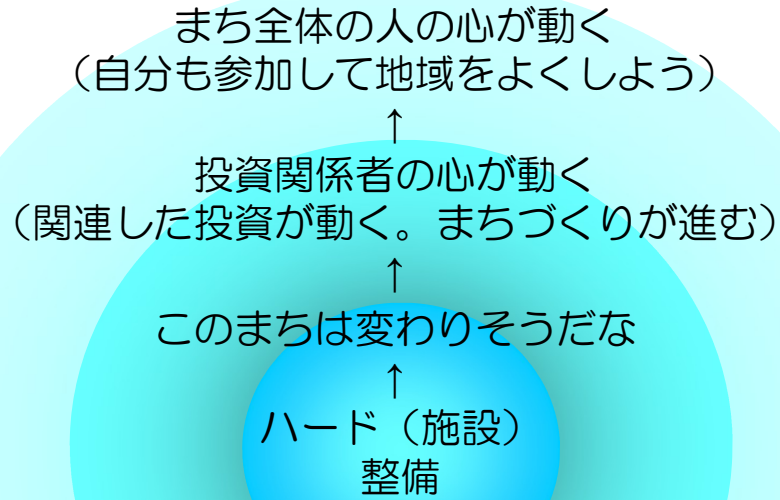 まち全体の人の心が動く
（自分も参加して地域をよくしよう）
↑
投資関係者の心が動く
（関連した投資が動く。まちづくりが進む）
↑
このまちは変わりそうだな
↑
ハード（施設）
整備